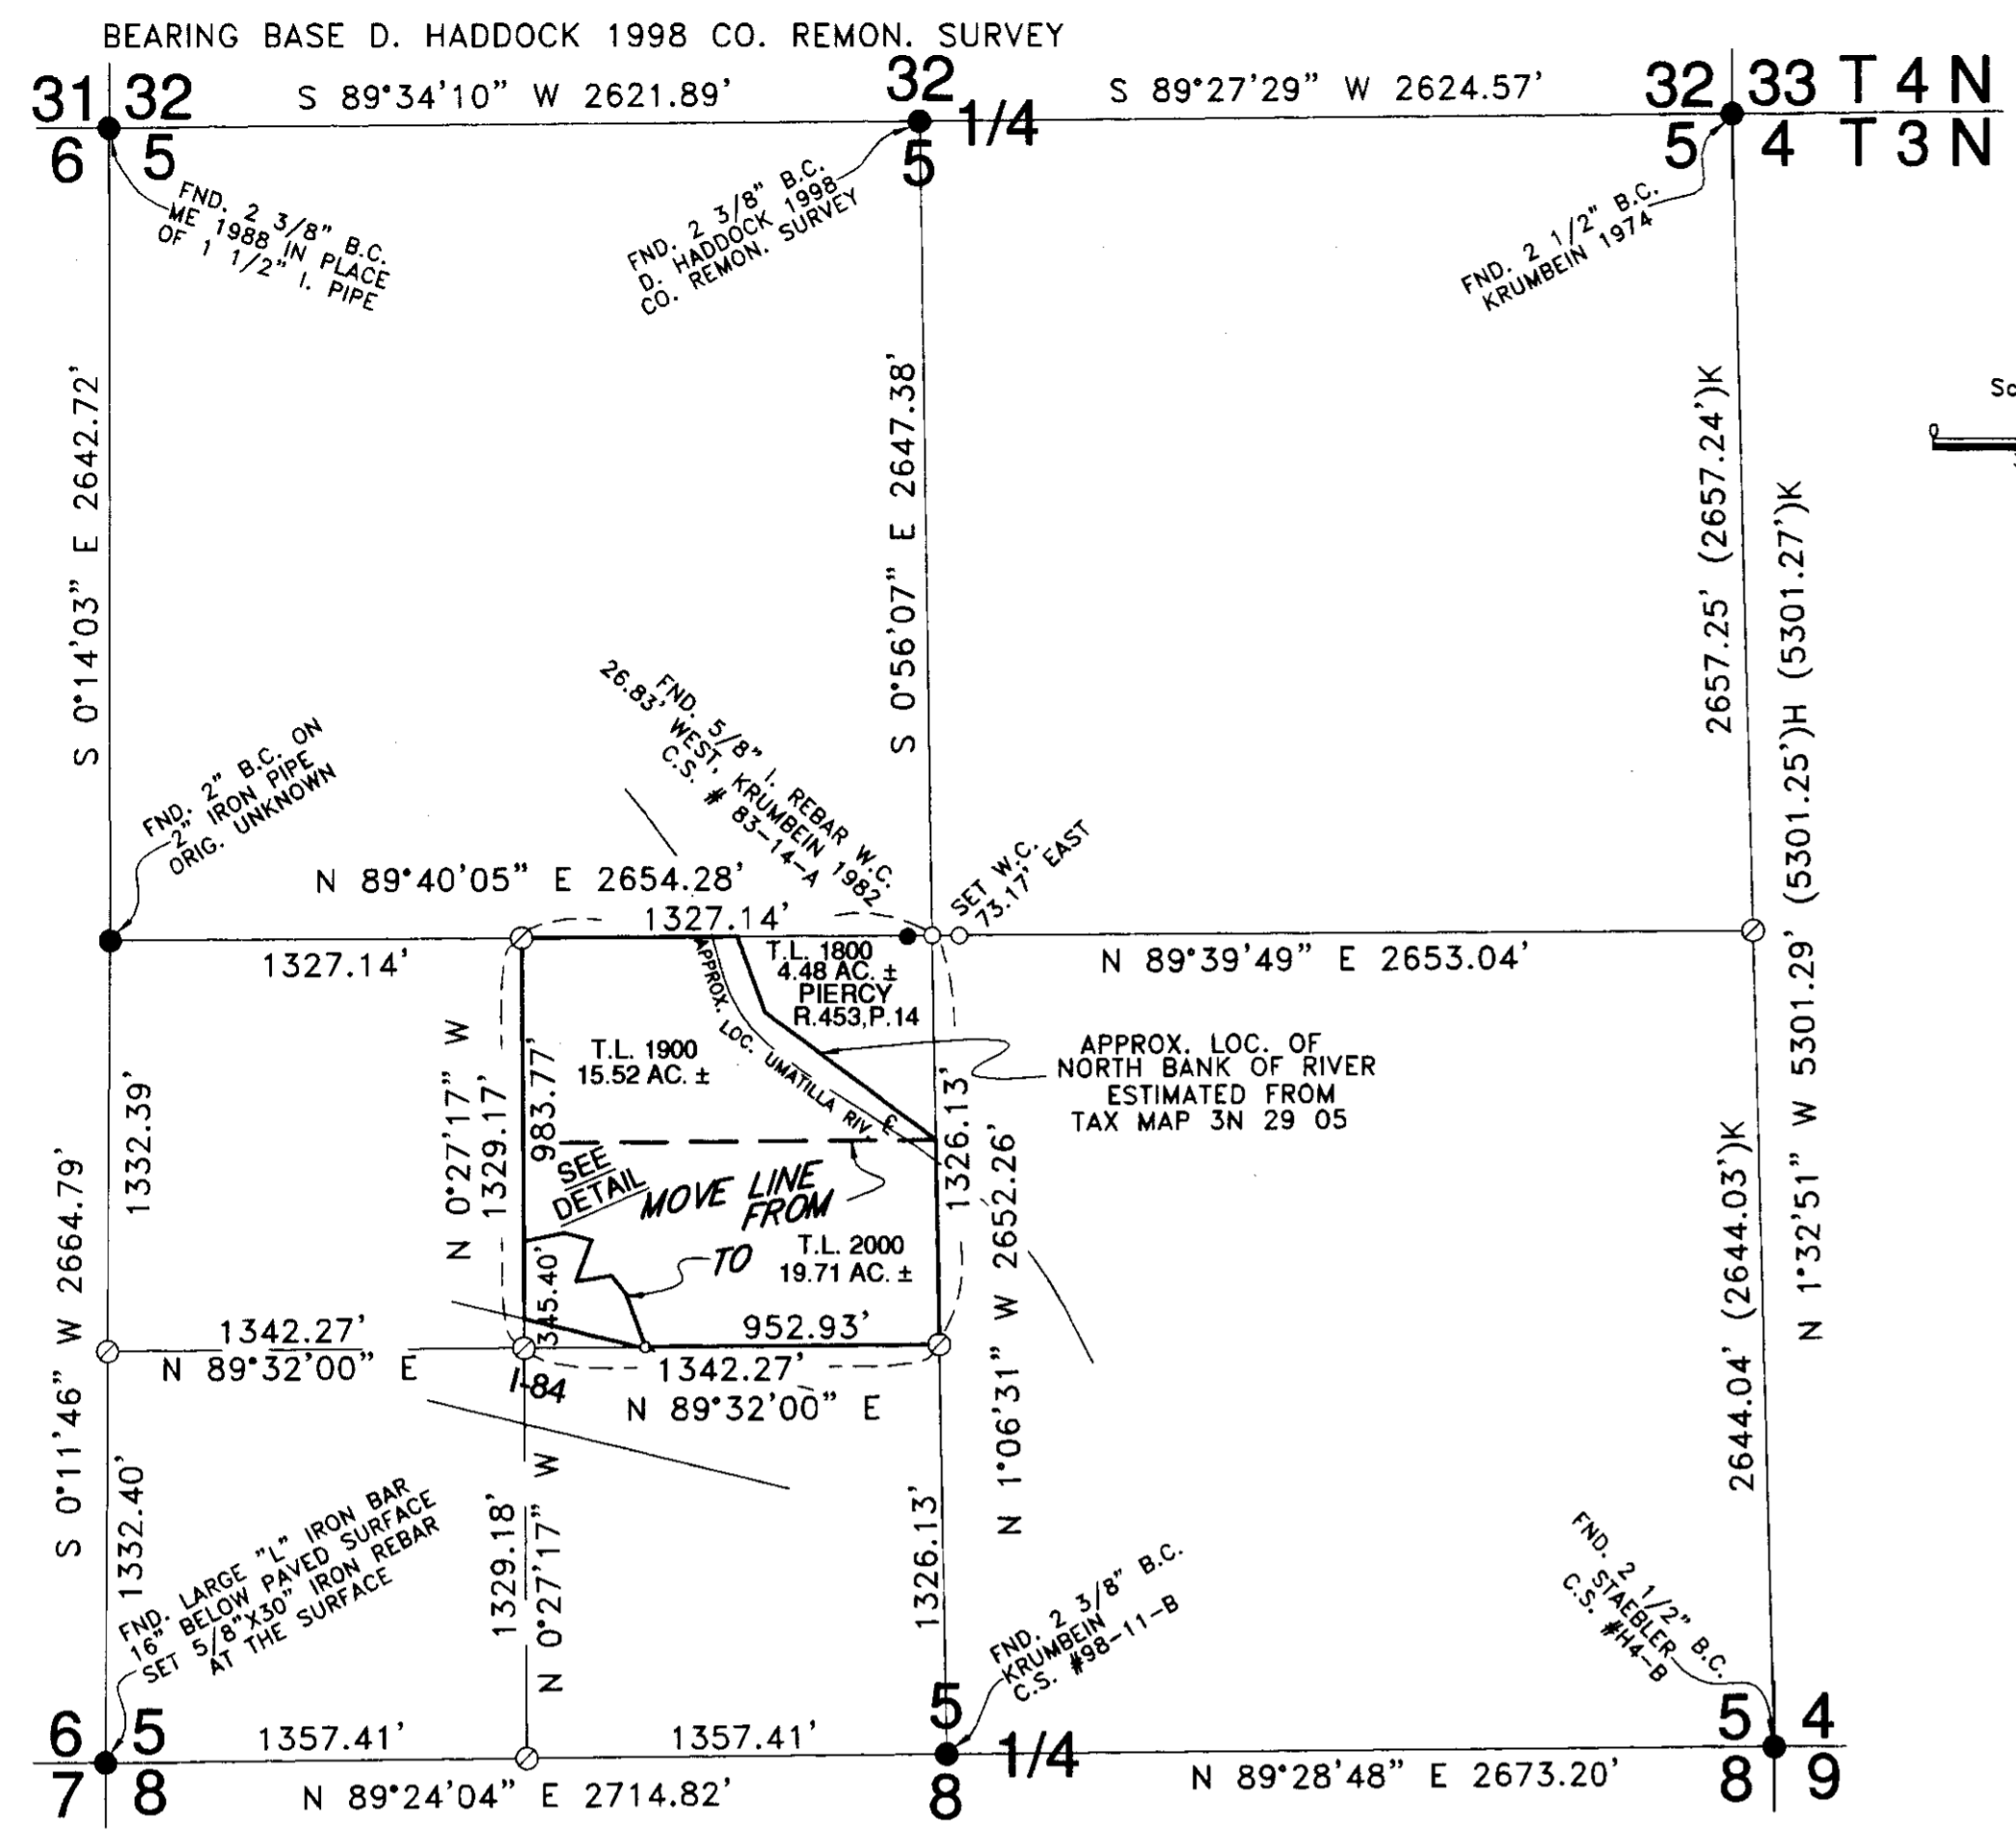 BEARING BASE D. HADDOCK 1998 CO. REMON. SURVEY
31 32
S 89°34'10" W 2621.89'
32
S 89°27'29" W 2624.57'
32 33 T 4 N
6 5
5 1/4
5 4 T 3 N
FND. 2 3/8" B.C.
ME 1988 IN PLACE
OF 1 1/2" I. PIPE
FND. 2 3/8" B.C.
D. HADDOCK 1998
CO. REMON. SURVEY
FND. 2 1/2" B.C.
KRUMBEIN 1974
S 0°14'03" E 2642.72'
S 0°56'07" E 2647.38'
2657.25' (2657.24')K
N 1°32'51" W 5301.29' (5301.25')H (5301.27')K
0
FND. 2" B.C. ON
2" IRON PIPE
ORIG. UNKNOWN
FND. 5/8" I. REBAR W.C.
26.83' WEST, KRUMBEIN 1982
C.S. # 83-14-A
SET W.C.
73.17' EAST
N 89°40'05" E 2654.28'
1327.14'
1327.14'
N 89°39'49" E 2653.04'
T.L. 1800
4.48 AC. ±
PIERCY
R.453,P.14
APPROX. LOC. UMATILLA RIV ℄
APPROX. LOC. OF
NORTH BANK OF RIVER
ESTIMATED FROM
TAX MAP 3N 29 05
T.L. 1900
15.52 AC. ±
1332.39'
N 0°27'17" W
1329.17'
983.77'
1326.13'
N 1°06'31" W 2652.26'
S 0°11'46" W 2664.79'
2644.04' (2644.03')K
SEE
DETAIL
MOVE LINE
FROM
TO
T.L. 2000
19.71 AC. ±
345.40'
952.93'
1342.27'
N 89°32'00" E
1342.27'
N 89°32'00" E
I-84
1332.40'
1329.18'
N 0°27'17" W
1326.13'
FND. LARGE "L" IRON BAR
16" BELOW PAVED SURFACE
SET 5/8"X30" IRON REBAR
AT THE SURFACE
FND. 2 3/8" B.C.
KRUMBEIN
C.S. #98-11-B
FND. 2 1/2" B.C.
STAEBLER
C.S. #H4-B
6 5
1357.41'
1357.41'
5
5 4
7 8
N 89°24'04" E 2714.82'
8 1/4
N 89°28'48" E 2673.20'
8 9